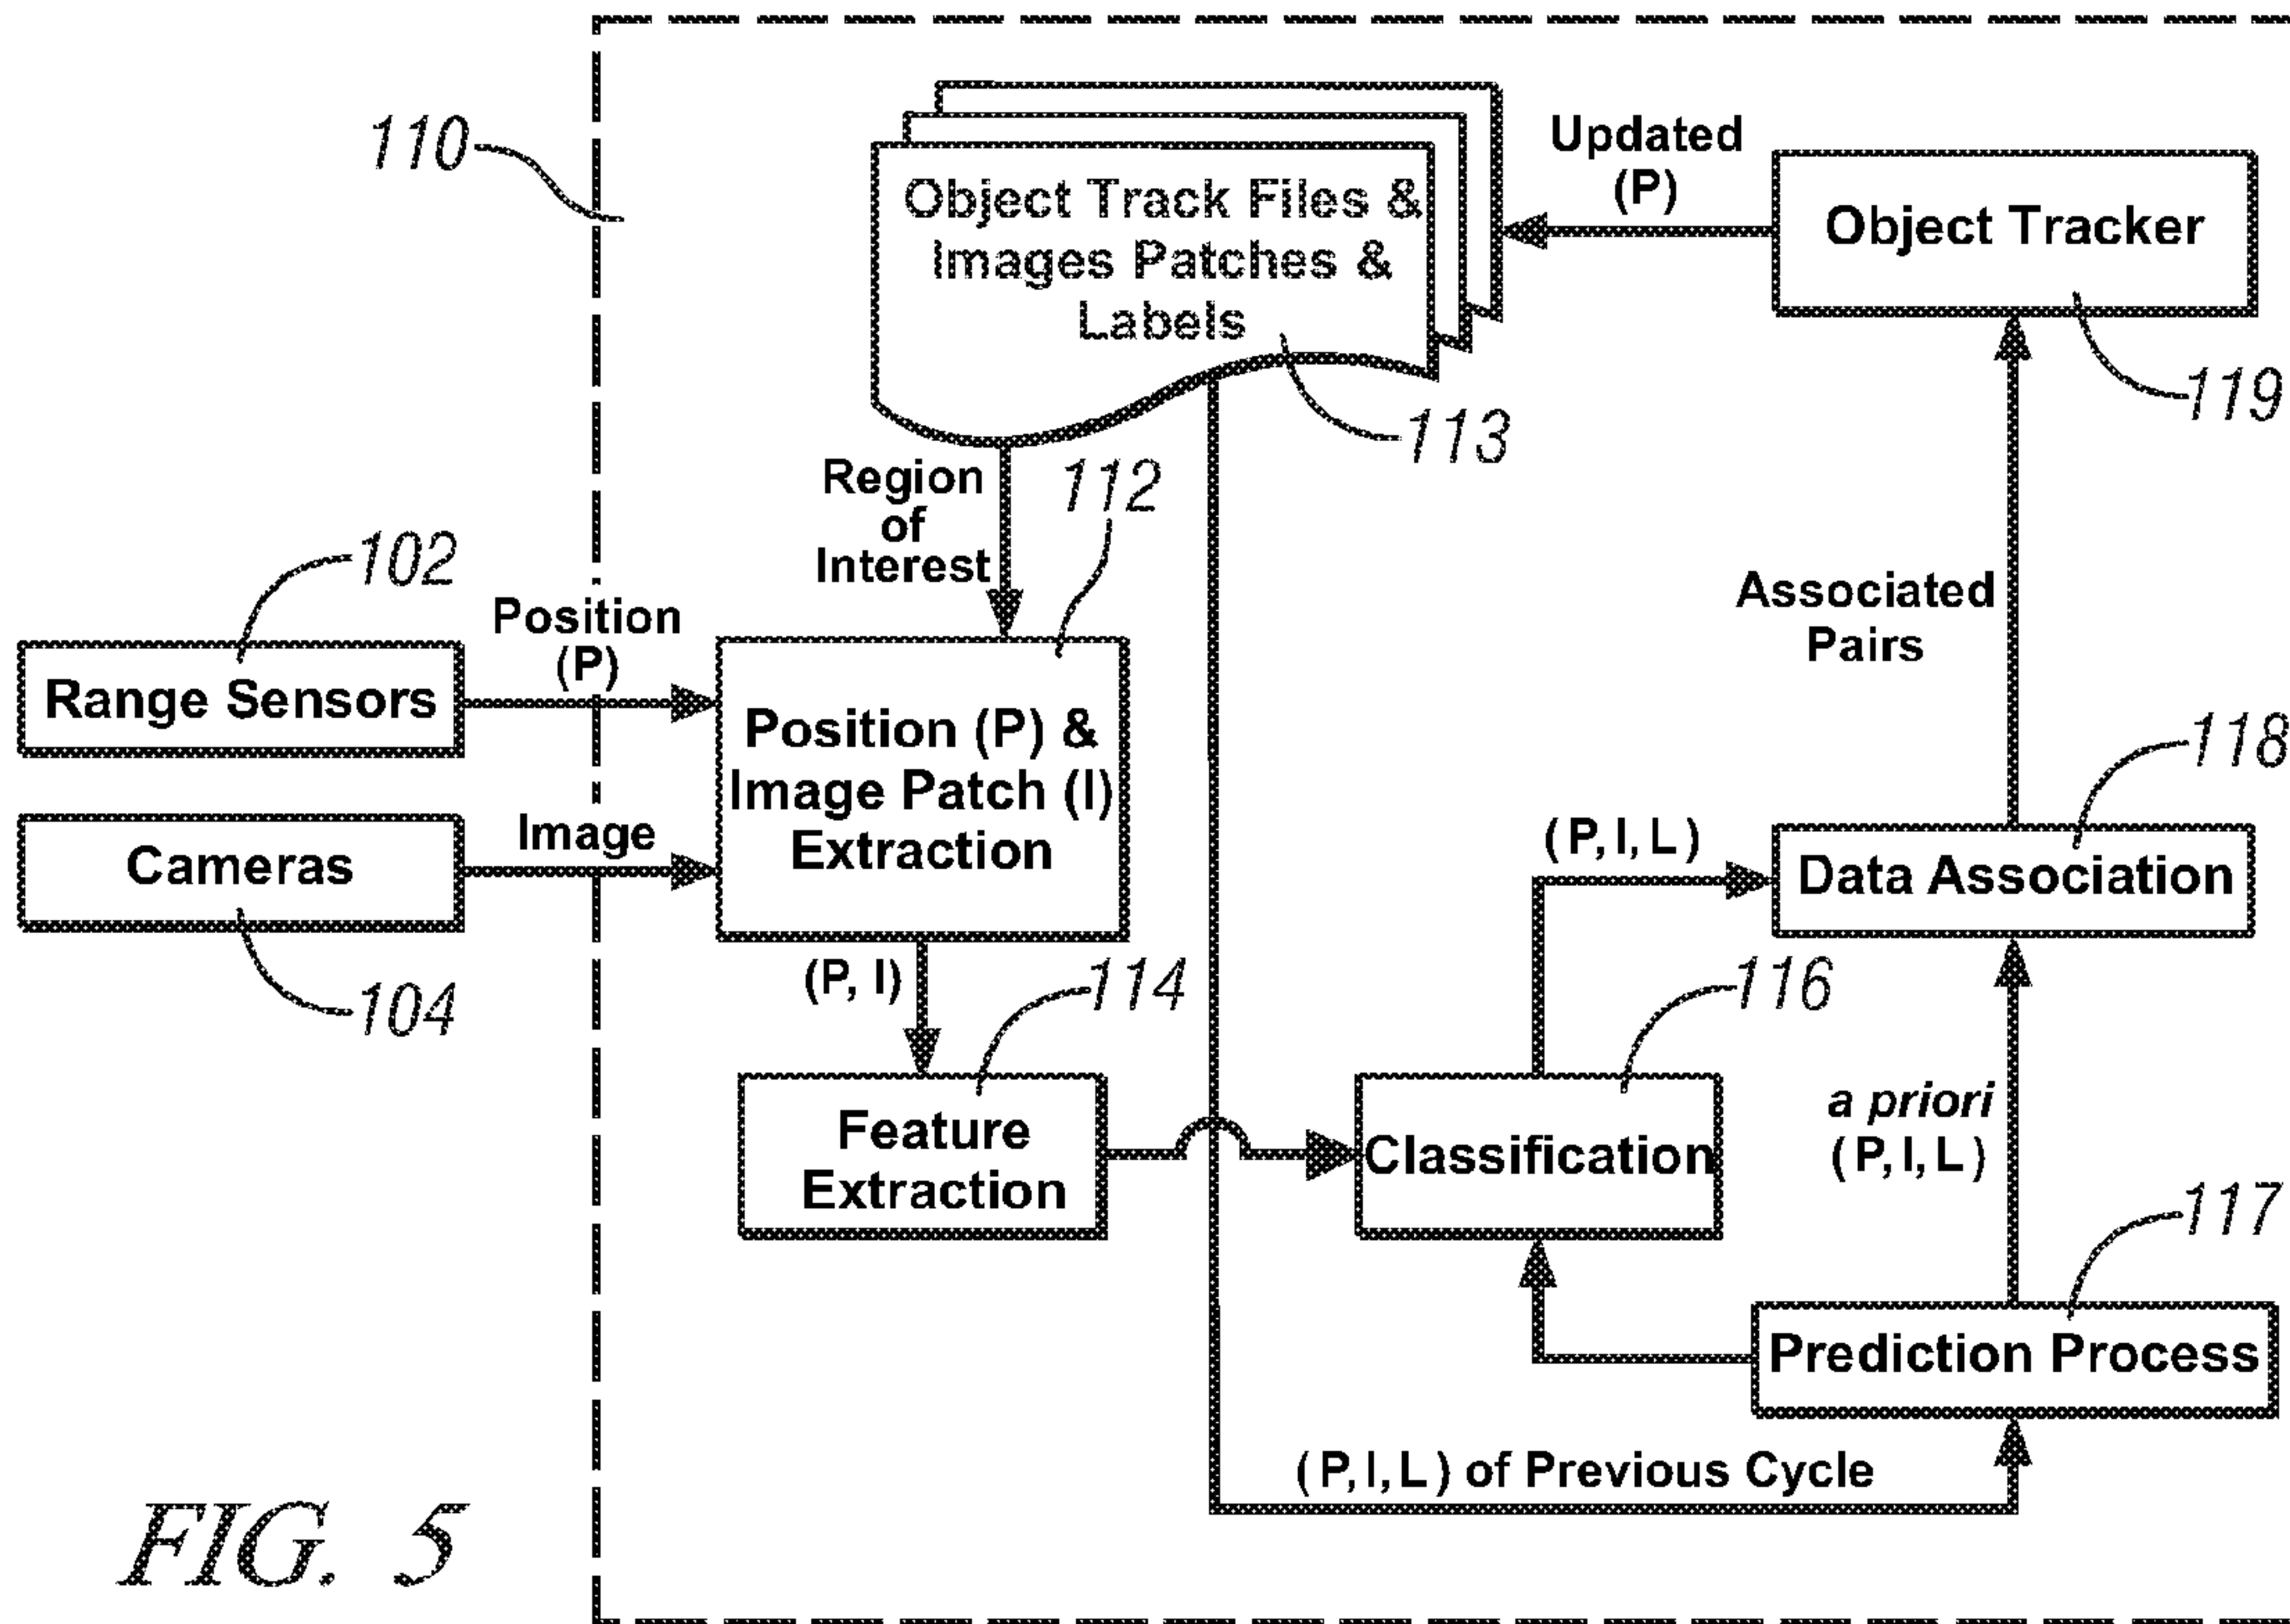 110
Object Track Files &
Images Patches &
Labels
113
Updated
(P)
Object Tracker
119
Region
of
Interest
112
102
Range Sensors
Position
(P)
Position (P) &
Image Patch (I)
Extraction
Associated
Pairs
Cameras
104
Image
(P, I)
114
Feature
Extraction
(P, I, L)
118
Data Association
116
Classification
a priori
(P, I, L)
117
Prediction Process
(P, I, L) of Previous Cycle
FIG. 5